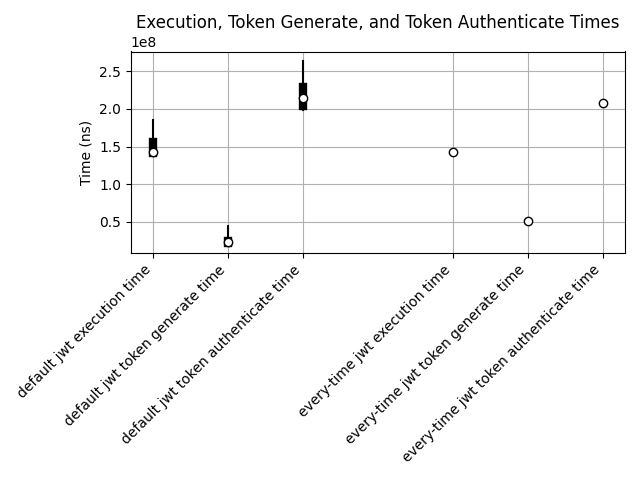 Execution, Token Generate, and Token Authenticate Times
1e8
2.5
2.0
1.5
1.0
0.5
Time (ns)
default jwt execution time
default jwt token generate time
default jwt token authenticate time
every-time jwt execution time
every-time jwt token generate time
every-time jwt token authenticate time